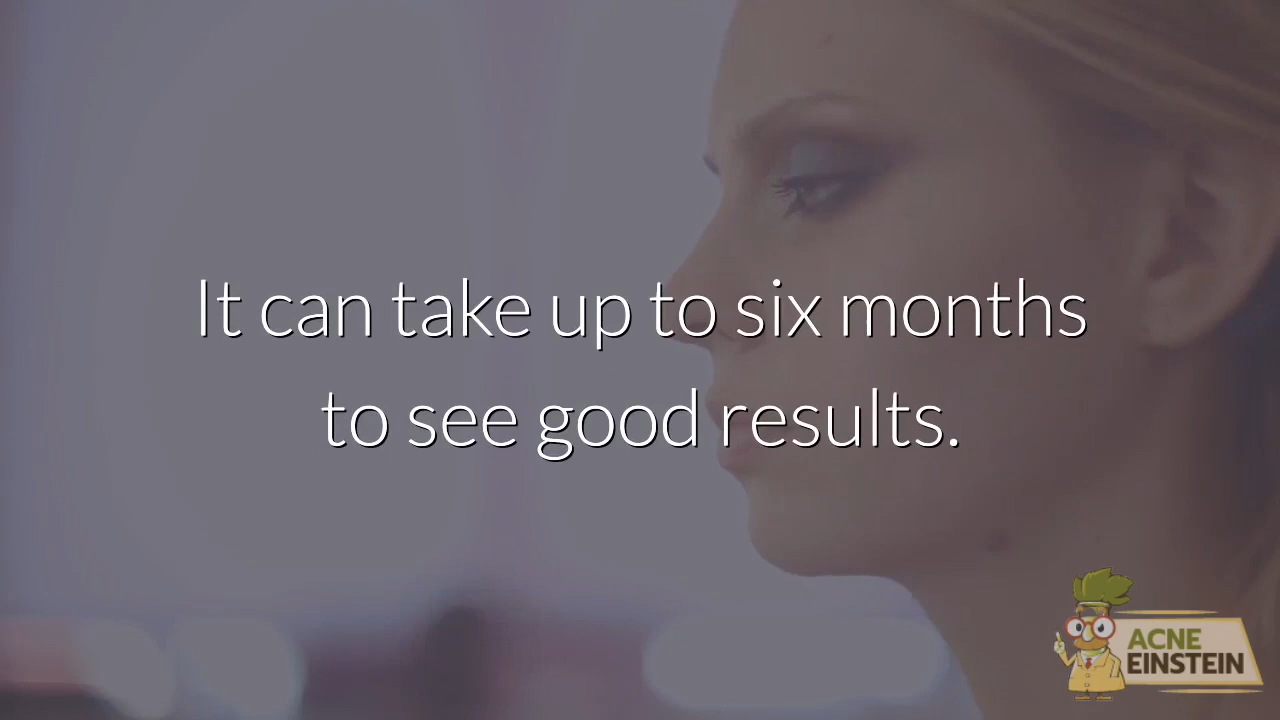 It can take up to six months
to see good results.
ACNE
EINSTEIN